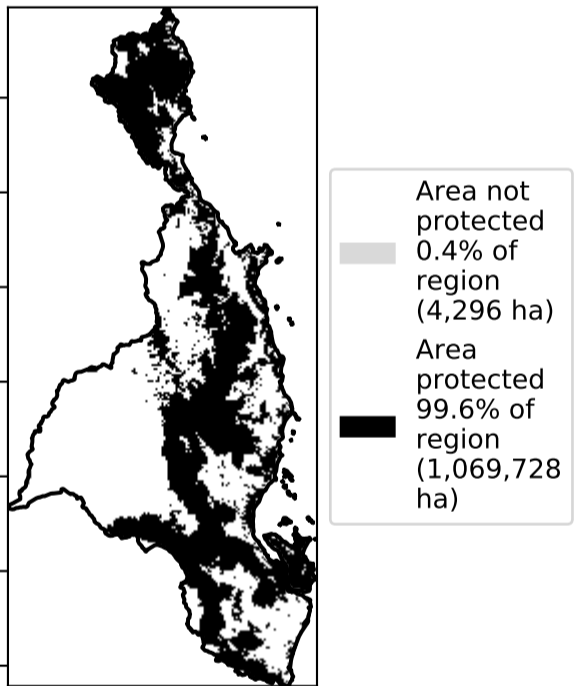 Area not
protected
0.4% of
region
(4,296 ha)
Area
protected
99.6% of
region
(1,069,728
ha)